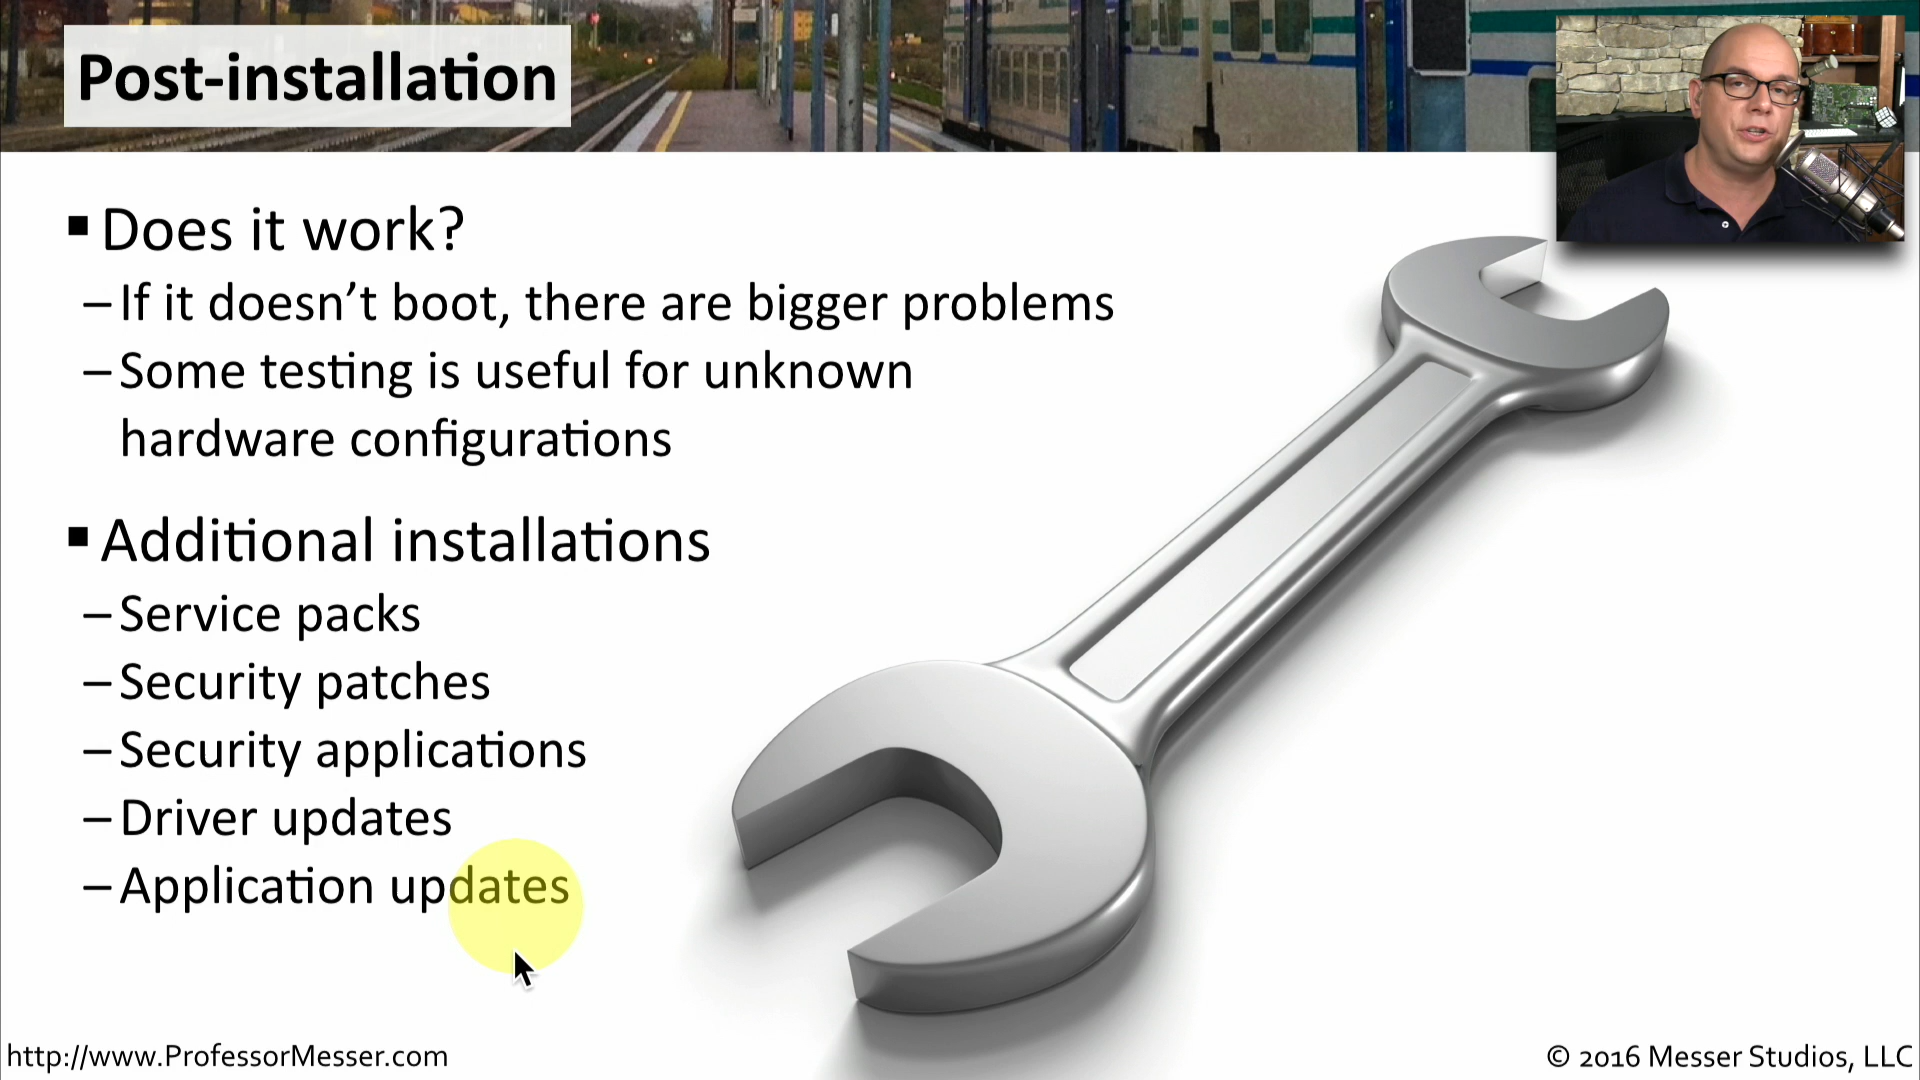 Post-installation
▪ Does it work?
– If it doesn’t boot, there are bigger problems
– Some testing is useful for unknown
hardware configurations
▪ Additional installations
– Service packs
– Security patches
– Security applications
– Driver updates
– Application updates
http://www.ProfessorMesser.com
© 2016 Messer Studios, LLC